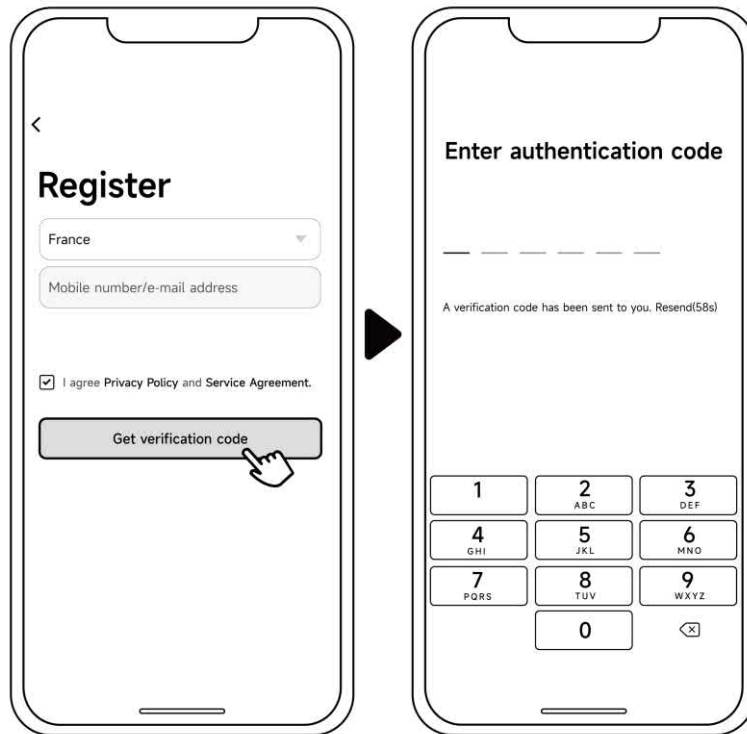 Register
France
Mobile number/e-mail address
I agree Privacy Policy and Service Agreement.
Get verification code
Enter authentication code
A verification code has been sent to you. Resend(58s)
1 2 3
ABC DEF
4 5 6
GHI JKL MNO
7 8 9
PQRS TUV WXYZ
0